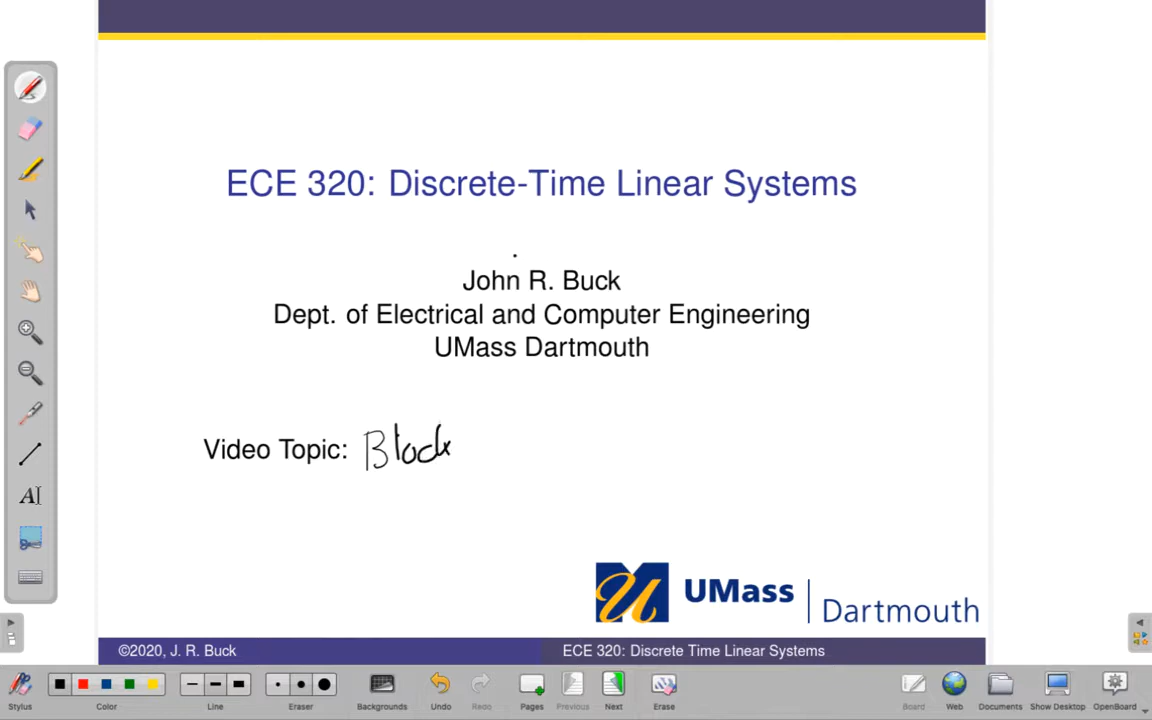 ECE 320: Discrete-Time Linear Systems
John R. Buck
Dept. of Electrical and Computer Engineering
UMass Dartmouth
Video Topic: Block
UMass | Dartmouth
©2020, J. R. Buck ECE 320: Discrete Time Linear Systems
Stylus Color Line Eraser Backgrounds Undo Redo Pages Previous Next Erase Board Web Documents Show Desktop OpenBoard